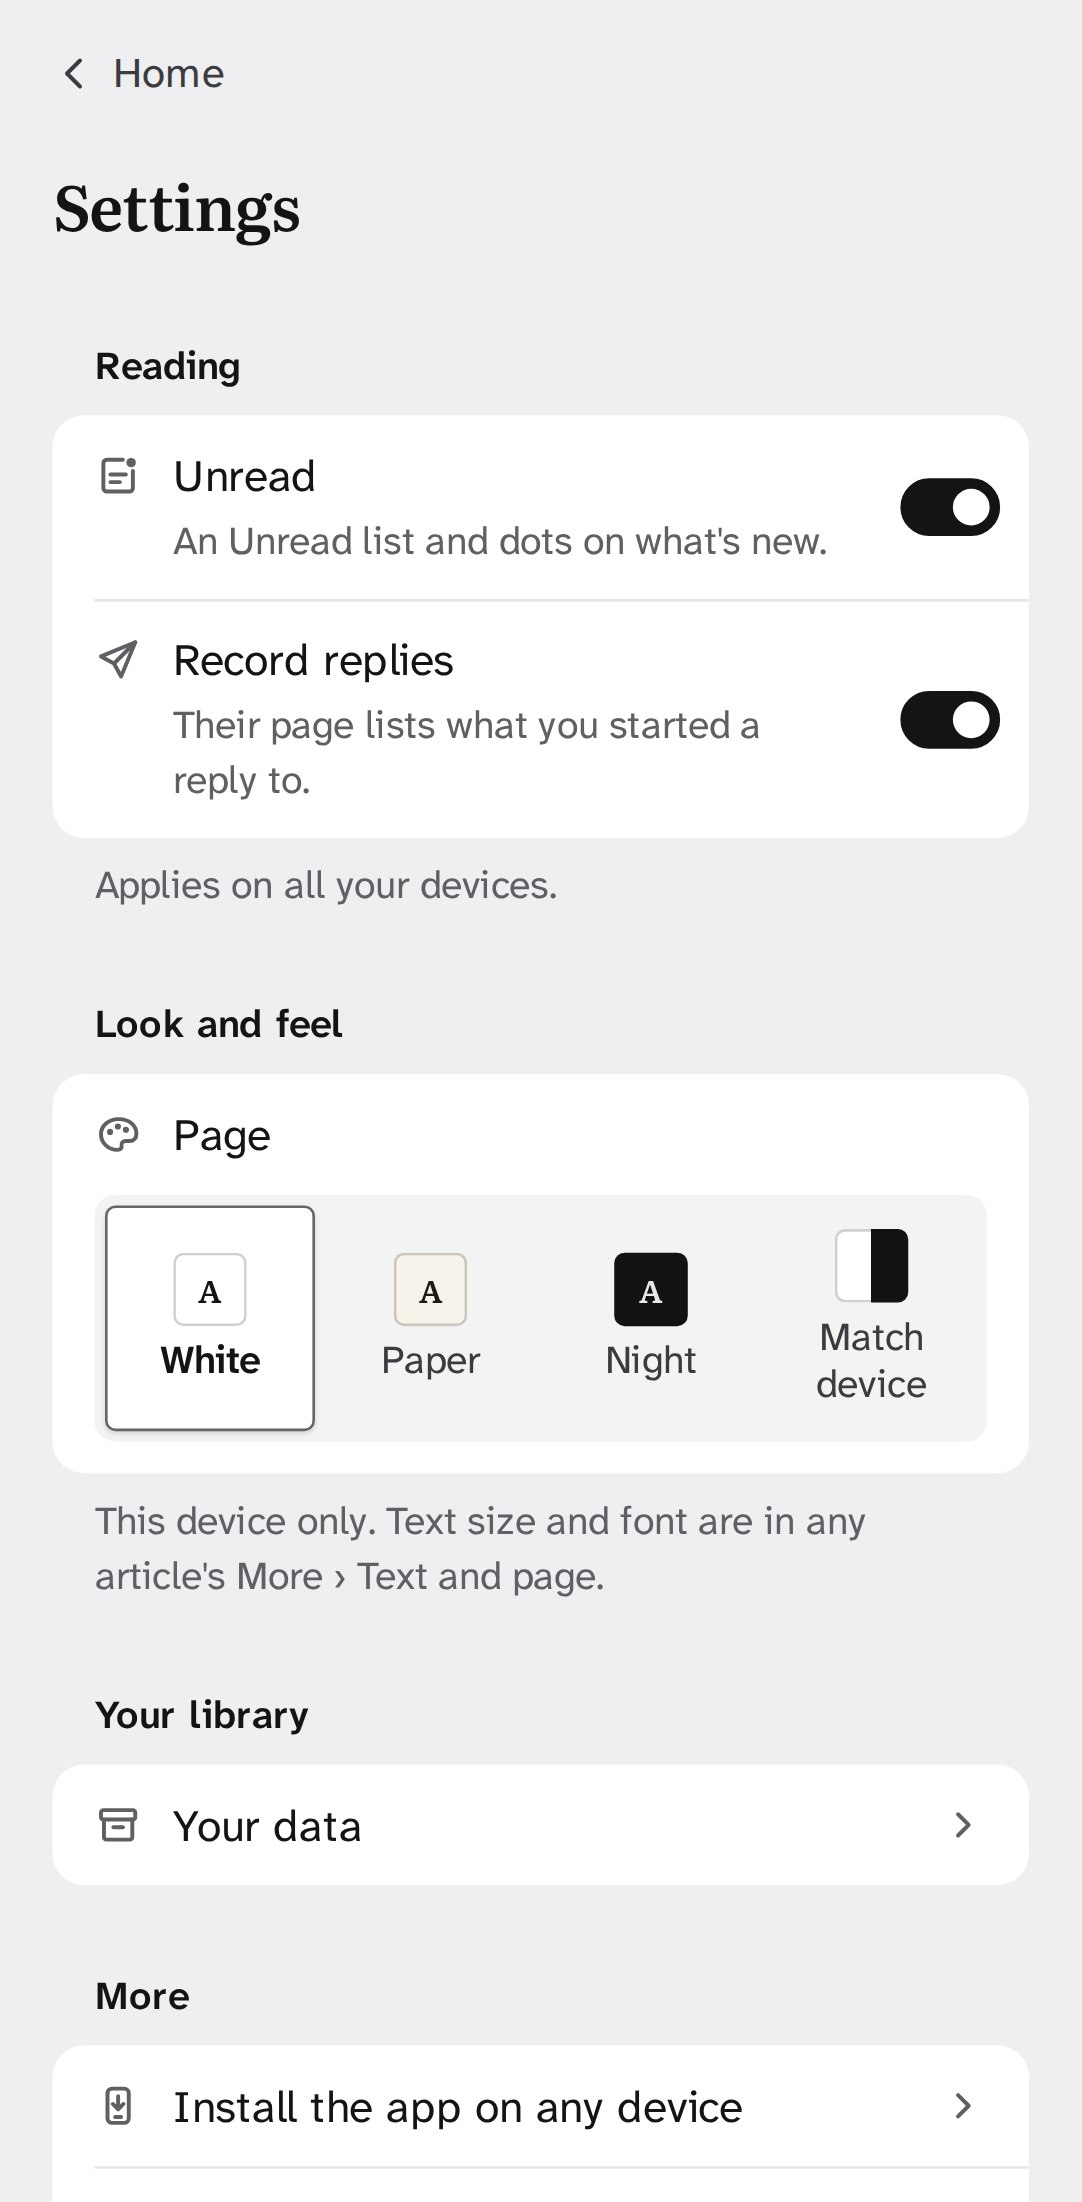 Home
Settings
Reading
Unread
An Unread list and dots on what's new.
Record replies
Their page lists what you started a
reply to.
Applies on all your devices.
Look and feel
Page
A
White
A
Paper
A
Night
Match
device
This device only. Text size and font are in any
article's More › Text and page.
Your library
Your data
More
Install the app on any device